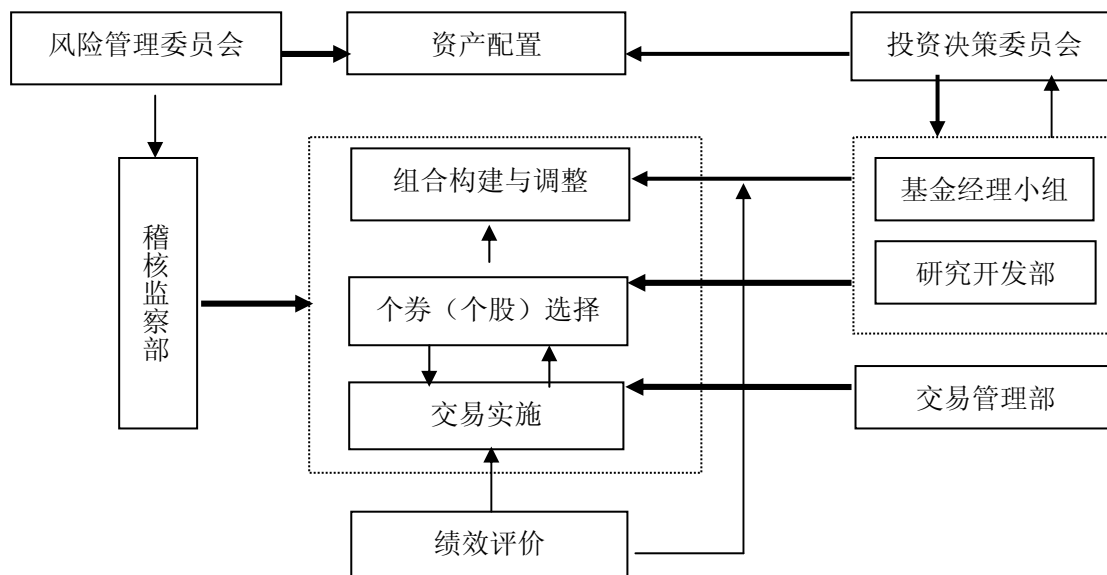 风险管理委员会
资产配置
投资决策委员会
组合构建与调整
基金经理小组
稽核监察部
研究开发部
个券（个股）选择
交易实施
交易管理部
绩效评价